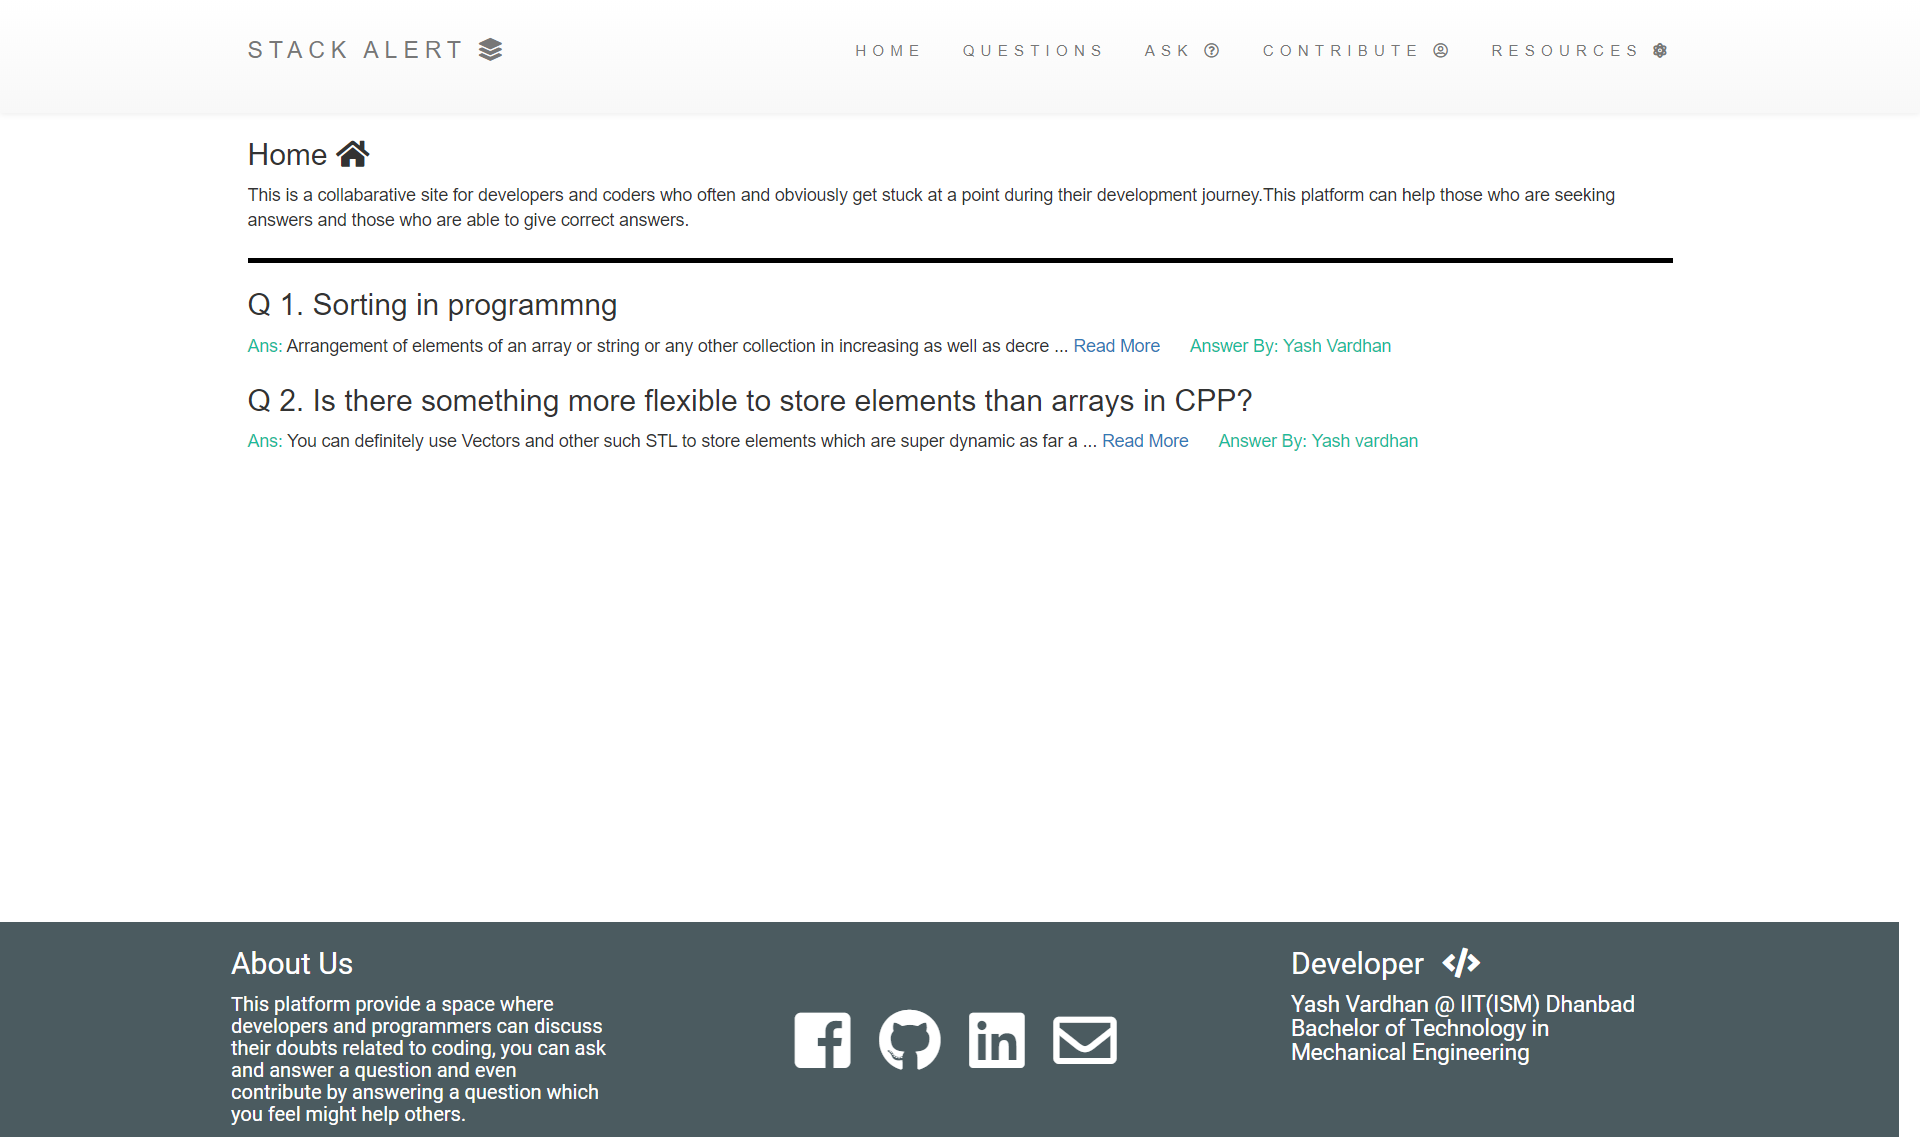 STACK ALERT
HOME QUESTIONS ASK CONTRIBUTE RESOURCES
Home
This is a collabarative site for developers and coders who often and obviously get stuck at a point during their development journey.This platform can help those who are seeking
answers and those who are able to give correct answers.
Q 1. Sorting in programmng
Ans: Arrangement of elements of an array or string or any other collection in increasing as well as decre ... Read More Answer By: Yash Vardhan
Q 2. Is there something more flexible to store elements than arrays in CPP?
Ans: You can definitely use Vectors and other such STL to store elements which are super dynamic as far a ... Read More Answer By: Yash vardhan
About Us
This platform provide a space where
developers and programmers can discuss
their doubts related to coding, you can ask
and answer a question and even
contribute by answering a question which
you feel might help others.
Developer
Yash Vardhan @ IIT(ISM) Dhanbad
Bachelor of Technology in
Mechanical Engineering